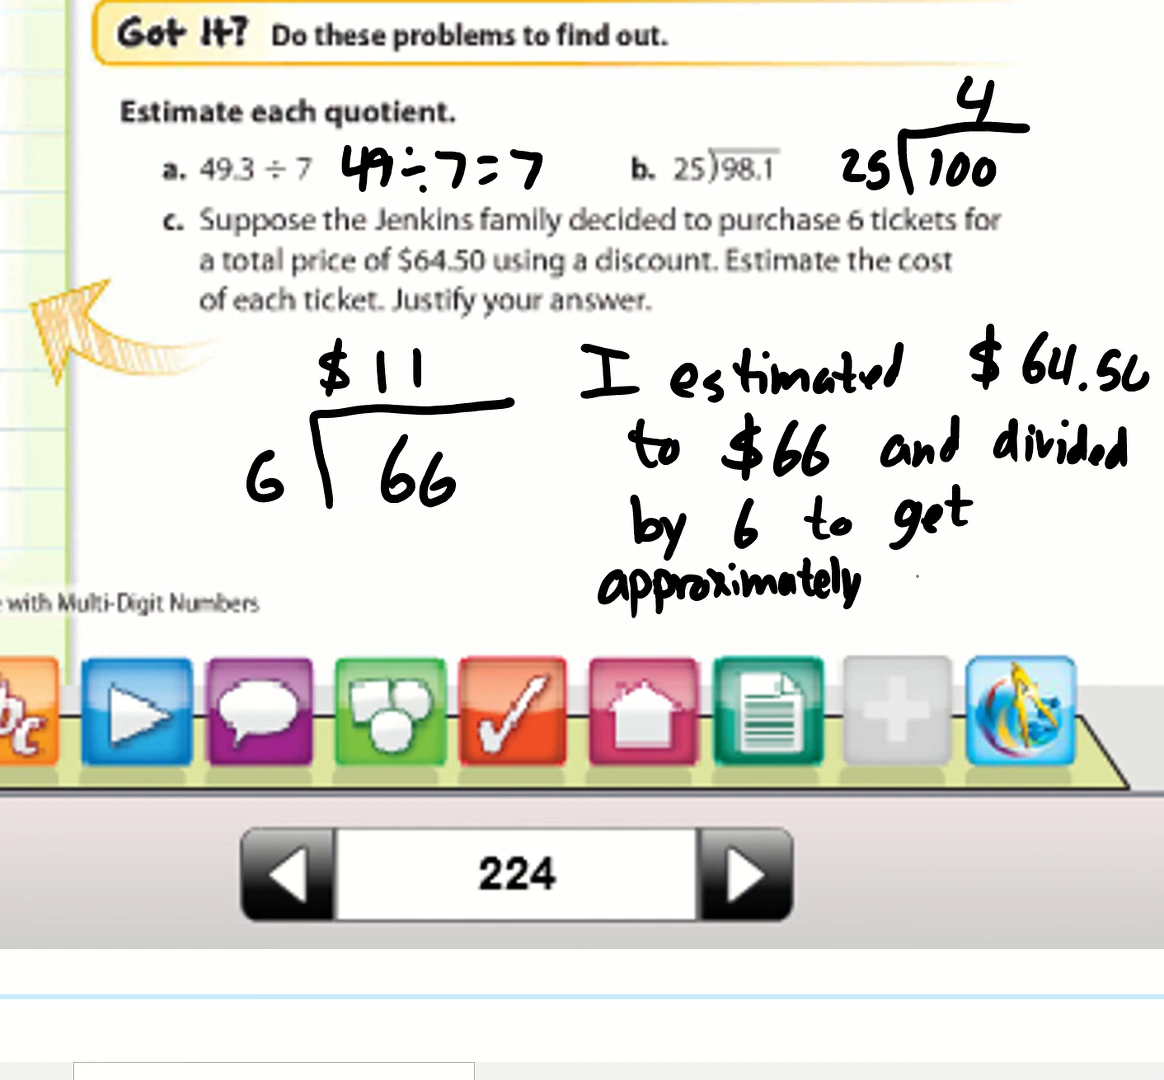 Got It? Do these problems to find out.
4
Estimate each quotient.
a. 49.3 ÷ 7 49÷7=7 b. 25)98.1 25)100
c. Suppose the Jenkins family decided to purchase 6 tickets for
a total price of $64.50 using a discount. Estimate the cost
of each ticket. Justify your answer.
$11
6)66
I estimated $64.50
to $66 and divided
by 6 to get
approximately
with Multi-Digit Numbers
bc
224